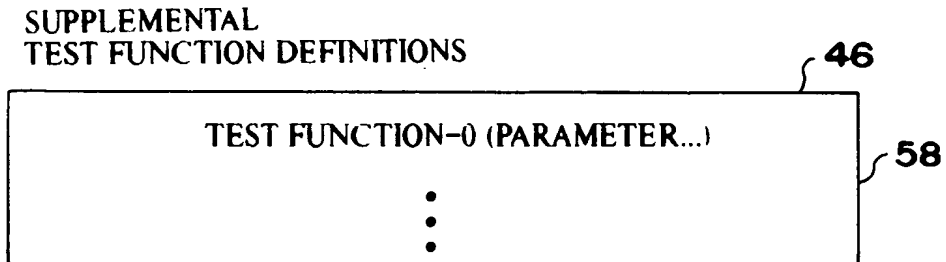 SUPPLEMENTAL
TEST FUNCTION DEFINITIONS
46
TEST FUNCTION-0 (PARAMETER...)
58